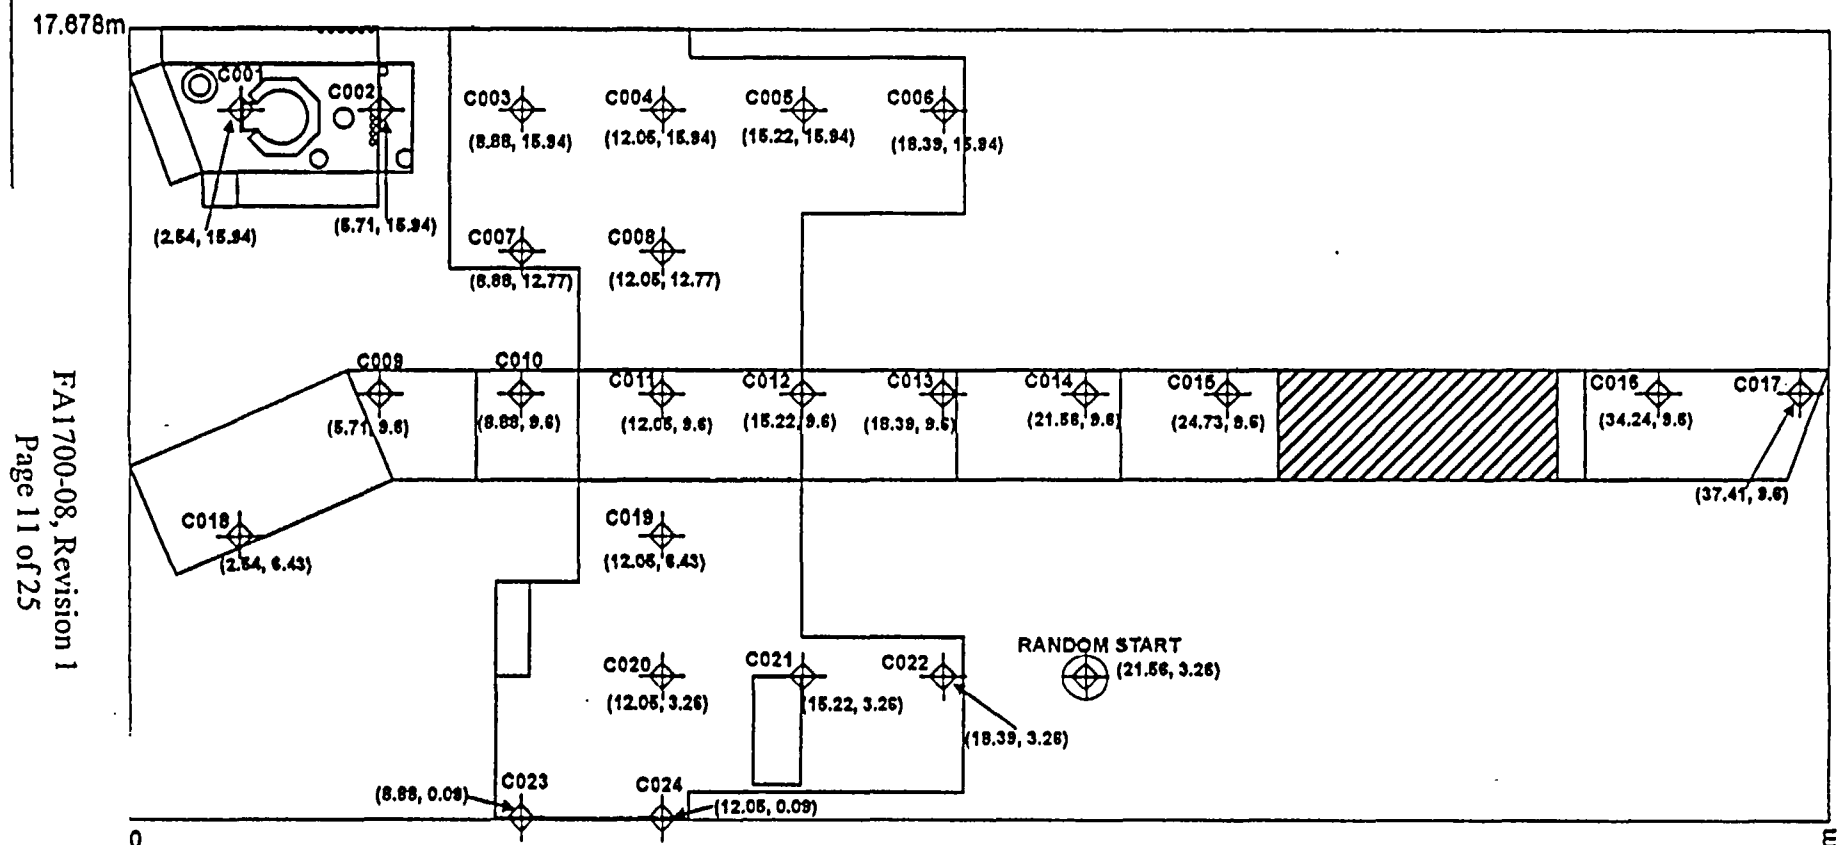 17.878m
C001
C002
C003
C004
C005
C006
(8.88, 15.94)
(12.05, 15.94)
(15.22, 15.94)
(18.39, 15.94)
(2.54, 15.94)
(5.71, 15.94)
C007
C008
(8.88, 12.77)
(12.05, 12.77)
C009
C010
C011
C012
C013
C014
C015
C016
C017
(5.71, 9.6)
(8.88, 9.6)
(12.05, 9.6)
(15.22, 9.6)
(18.39, 9.6)
(21.56, 9.6)
(24.73, 9.6)
(34.24, 9.6)
(37.41, 9.6)
C018
(2.54, 6.43)
C019
(12.05, 6.43)
RANDOM START
(21.56, 3.26)
C020
C021
C022
(12.05, 3.26)
(15.22, 3.26)
(18.39, 3.26)
C023
C024
(8.88, 0.09)
(12.05, 0.09)
0
m
FA1700-08, Revision 1
Page 11 of 25